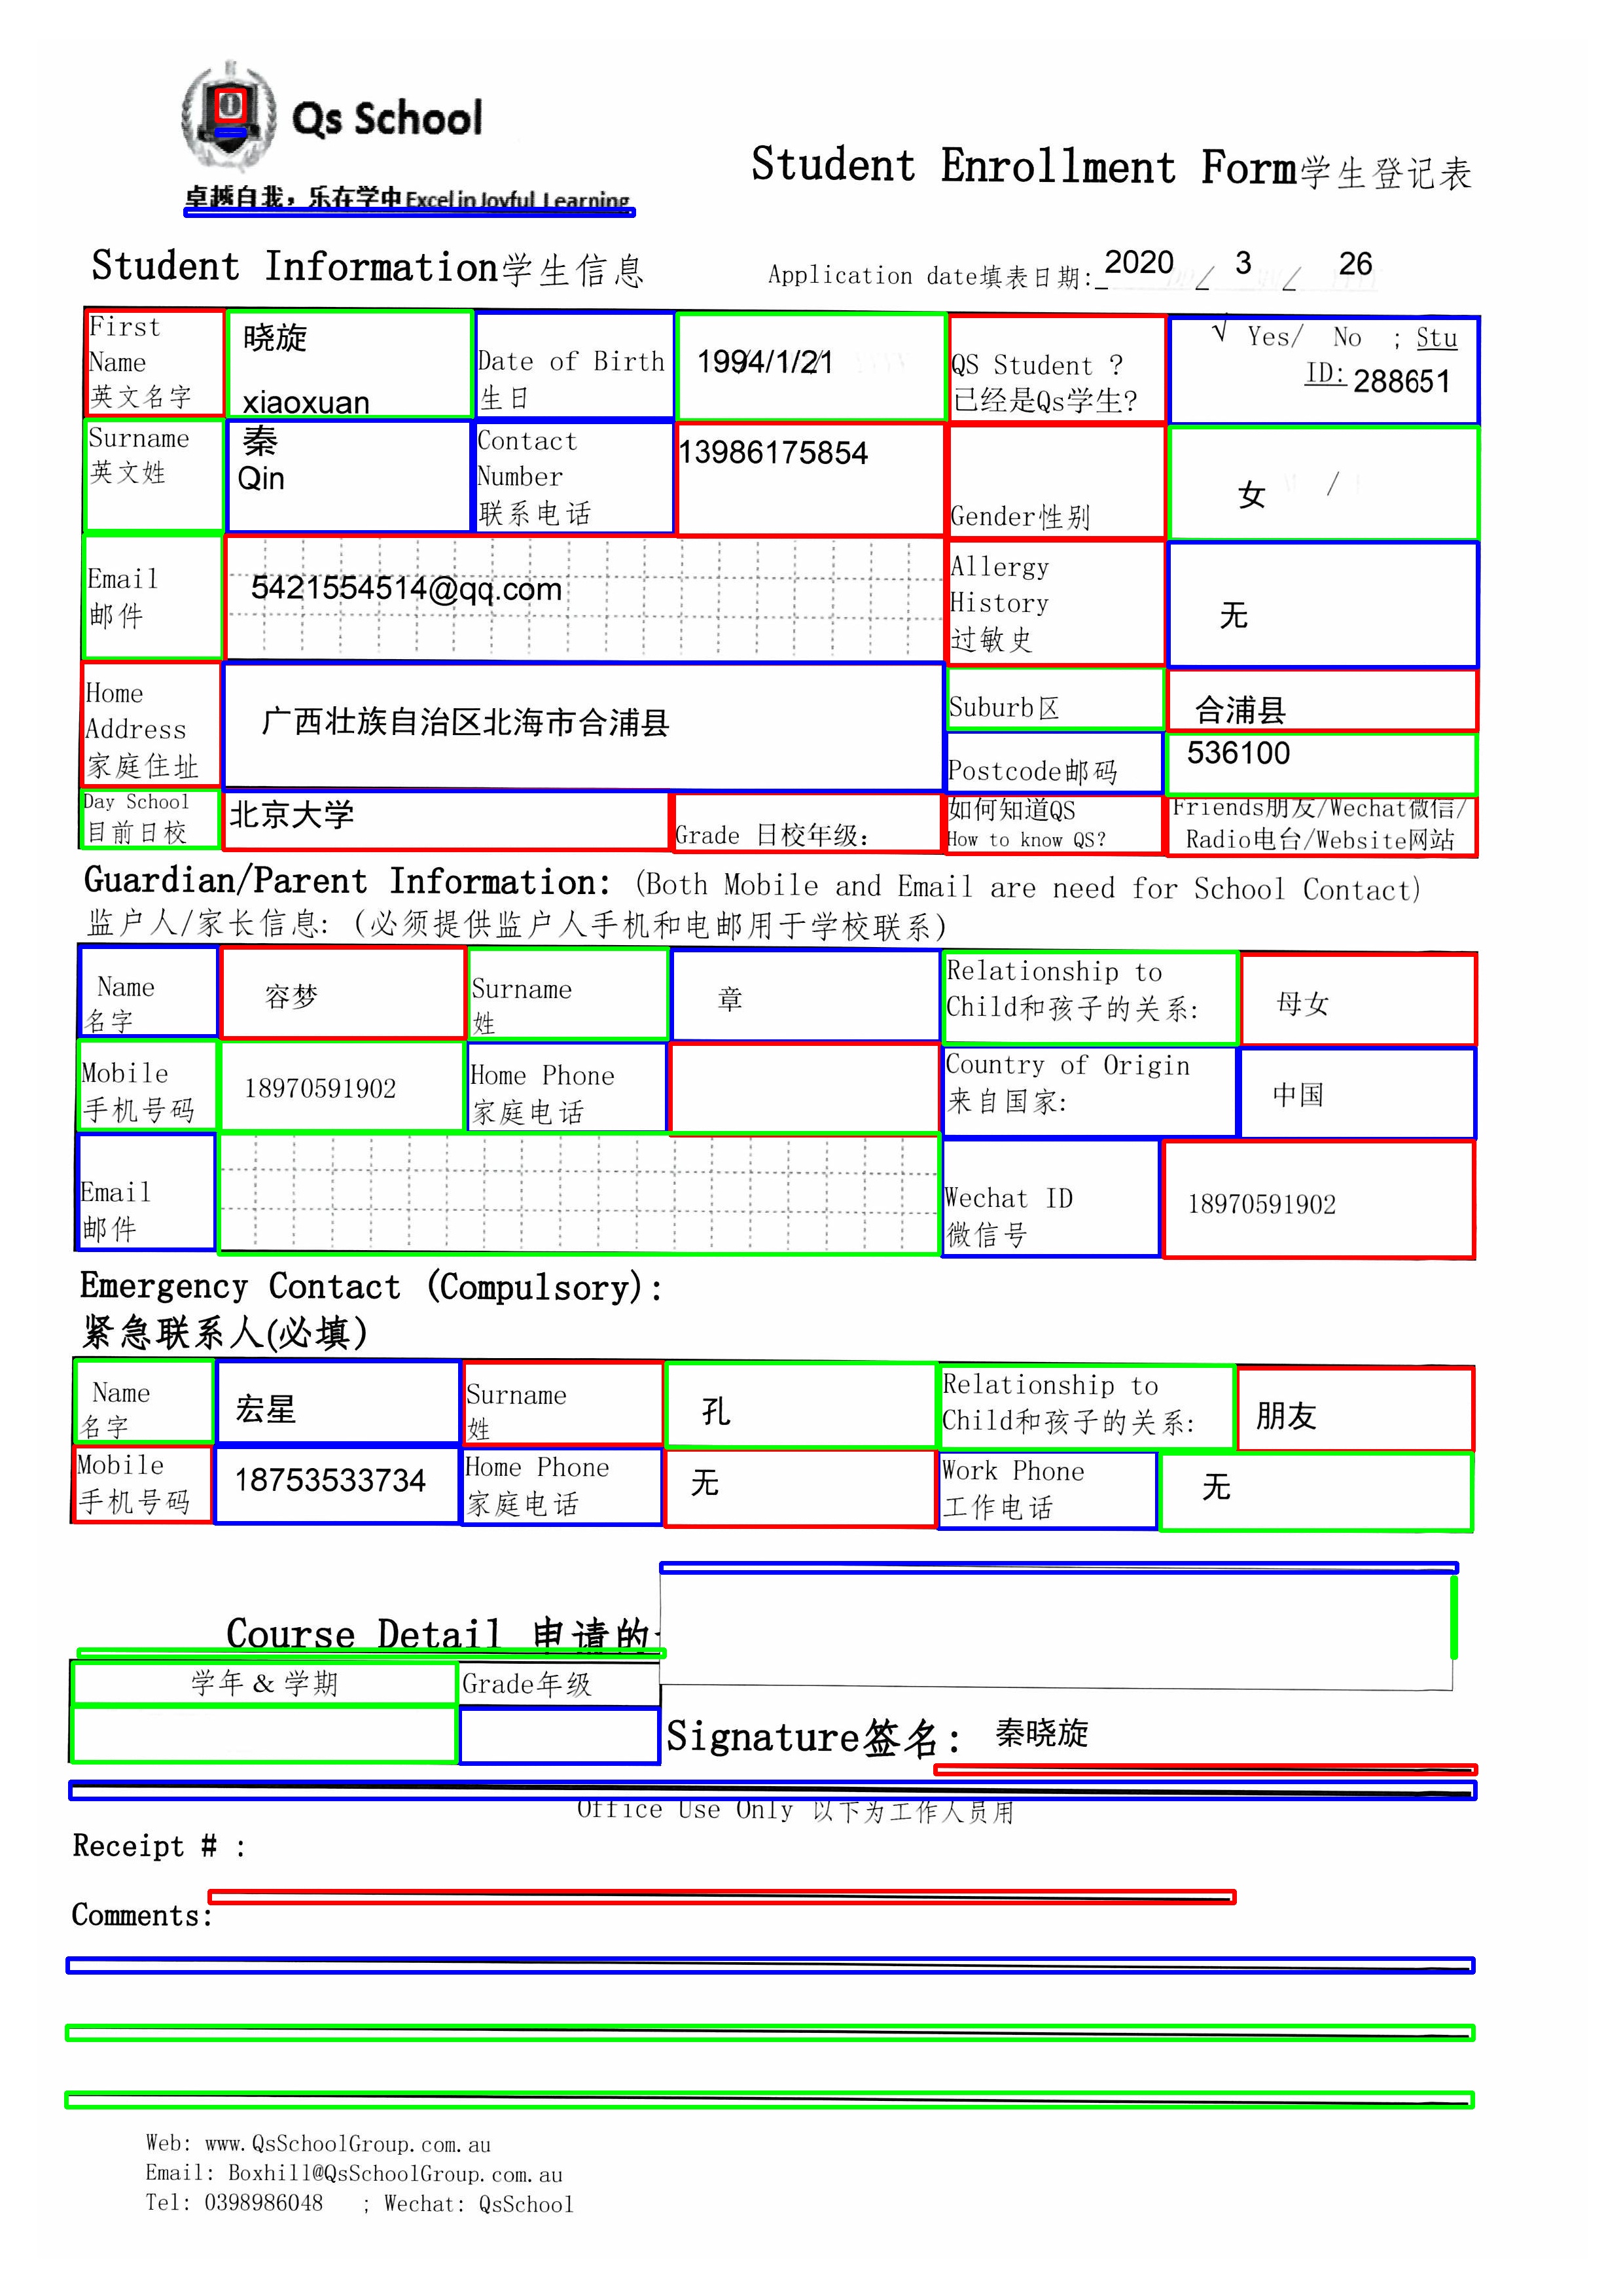 Qs School
卓越自我，乐在学中 Excel in Joyful Learning
Student Enrollment Form学生登记表
Student Information学生信息
Application date填表日期: 2020 / 3 / 26
First Name 英文名字
晓旋
xiaoxuan
Date of Birth 生日
1994/1/21
QS Student ?
已经是Qs学生?
√ Yes/ No ; Stu
ID: 288651
Surname
英文姓
秦
Qin
Contact
Number
联系电话
13986175854
Gender性别
女 /
Email
邮件
5421554514@qq.com
Allergy
History
过敏史
无
Home
Address
家庭住址
广西壮族自治区北海市合浦县
Suburb区
合浦县
Postcode邮码
536100
Day School
目前日校
北京大学
Grade 日校年级:
如何知道QS
How to know QS?
Friends朋友/Wechat微信/
Radio电台/Website网站
Guardian/Parent Information: (Both Mobile and Email are need for School Contact)
监户人/家长信息: (必须提供监户人手机和电邮用于学校联系)
Name
名字
容梦
Surname
姓
章
Relationship to
Child和孩子的关系:
母女
Mobile
手机号码
18970591902
Home Phone
家庭电话
Country of Origin
来自国家:
中国
Email
邮件
Wechat ID
微信号
18970591902
Emergency Contact (Compulsory):
紧急联系人(必填)
Name
名字
宏星
Surname
姓
孔
Relationship to
Child和孩子的关系:
朋友
Mobile
手机号码
18753533734
Home Phone
家庭电话
无
Work Phone
工作电话
无
Course Detail 申请的
学年 & 学期
Grade年级
Signature签名: 秦晓旋
Office Use Only 以下为工作人员用
Receipt # :
Comments:
Web: www.QsSchoolGroup.com.au
Email: Boxhill@QsSchoolGroup.com.au
Tel: 0398986048 ; Wechat: QsSchool